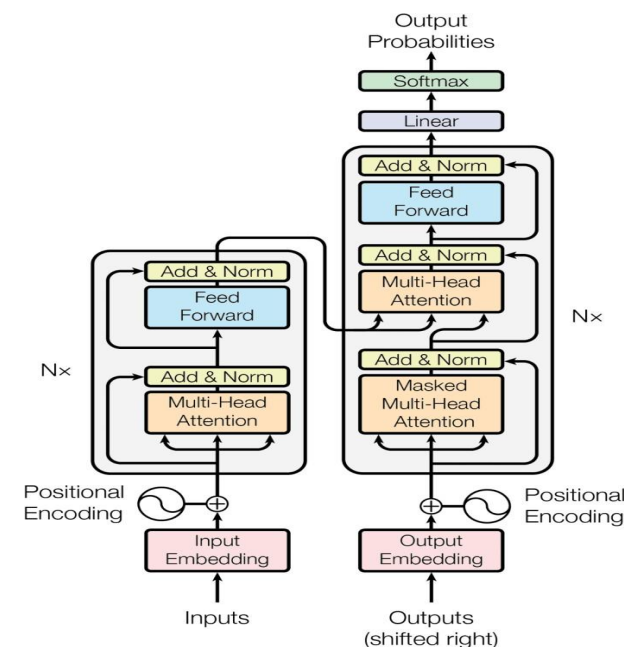 Output
Probabilities
Softmax
Linear
Add & Norm
Feed
Forward
Add & Norm
Multi-Head
Attention
Add & Norm
Masked
Multi-Head
Attention
Nx
Positional
Encoding
Output
Embedding
Outputs
(shifted right)
Add & Norm
Feed
Forward
Add & Norm
Multi-Head
Attention
Nx
Positional
Encoding
Input
Embedding
Inputs